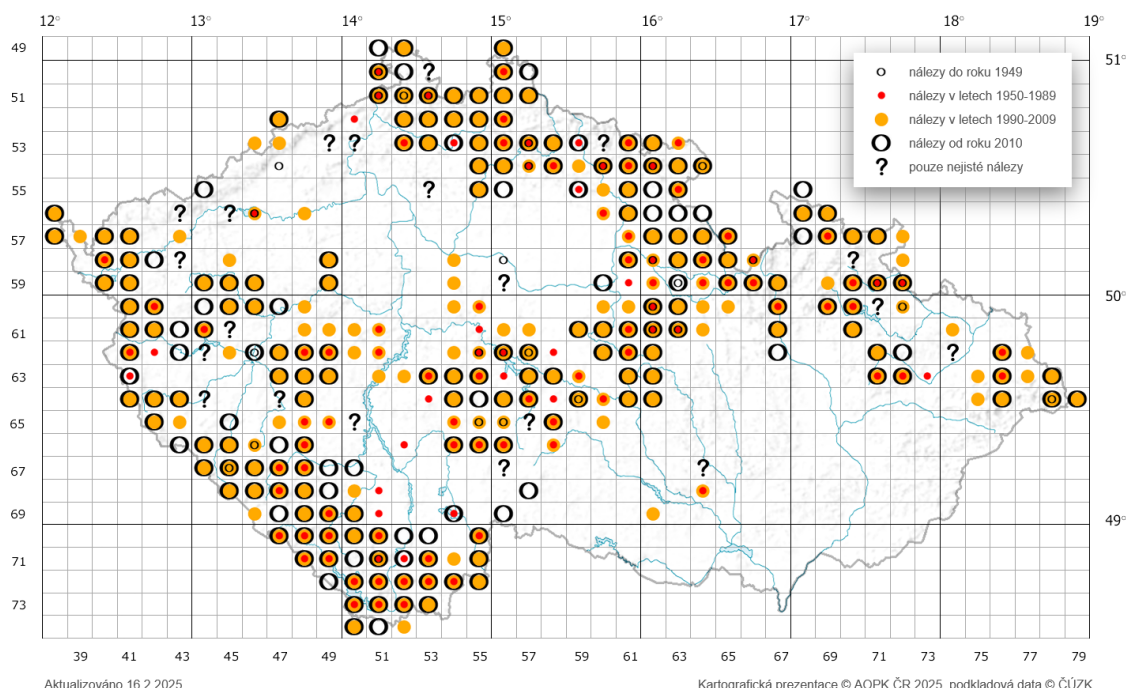 12° 13° 14° 15° 16° 17° 18° 19°
49
51°
nálezy do roku 1949
51
nálezy v letech 1950-1989
nálezy v letech 1990-2009
53
nálezy od roku 2010
? pouze nejisté nálezy
55
57
59
50°
61
63
65
67
69
49°
71
73
39 41 43 45 47 49 51 53 55 57 59 61 63 65 67 69 71 73 75 77 79
Aktualizováno 16.2.2025 Kartografická prezentace © AOPK ČR 2025, podkladová data © ČÚZK